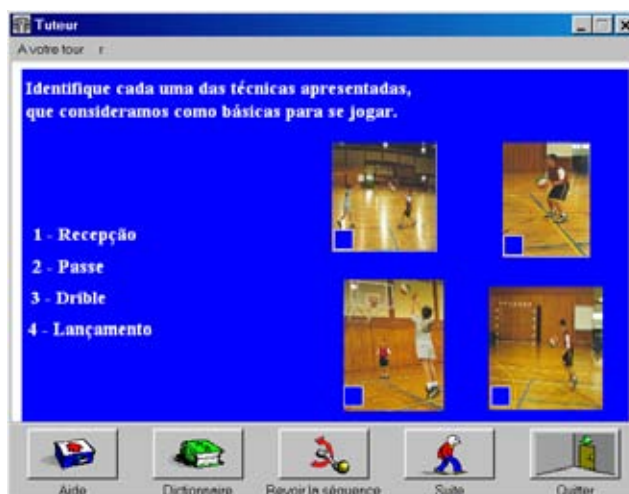 Tuteur
A votre tour r
Identifique cada uma das técnicas apresentadas,
que consideramos como básicas para se jogar.
1 - Recepção
2 - Passe
3 - Drible
4 - Lançamento
Aide
Dictionnaire
Revoir la séquence
Suite
Quitter